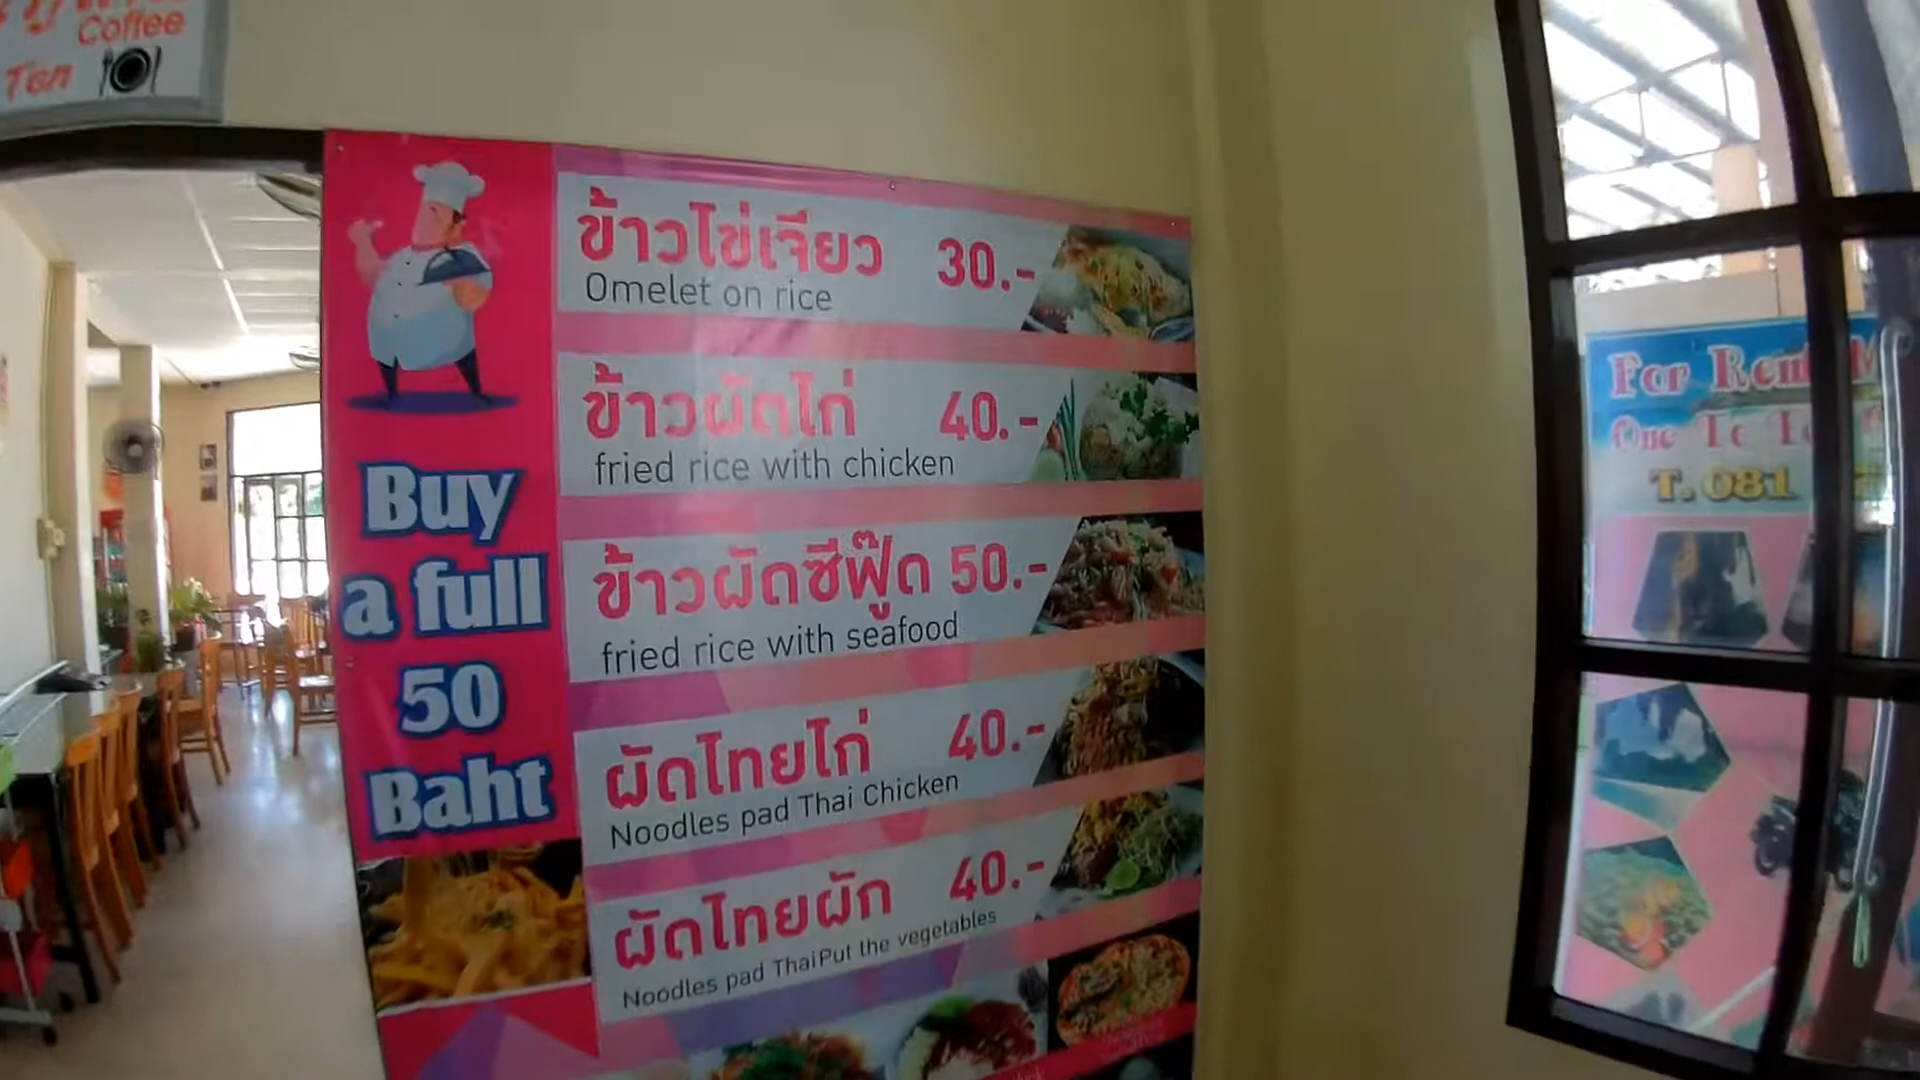 Coffee
Ten
Buy
a full
50
Baht
ข้าวไข่เจียว 30.-
Omelet on rice
ข้าวผัดไก่ 40.-
fried rice with chicken
ข้าวผัดซีฟู๊ด 50.-
fried rice with seafood
ผัดไทยไก่ 40.-
Noodles pad Thai Chicken
ผัดไทยผัก 40.-
Noodles pad ThaiPut the vegetables
For Rent
One To
T. 081